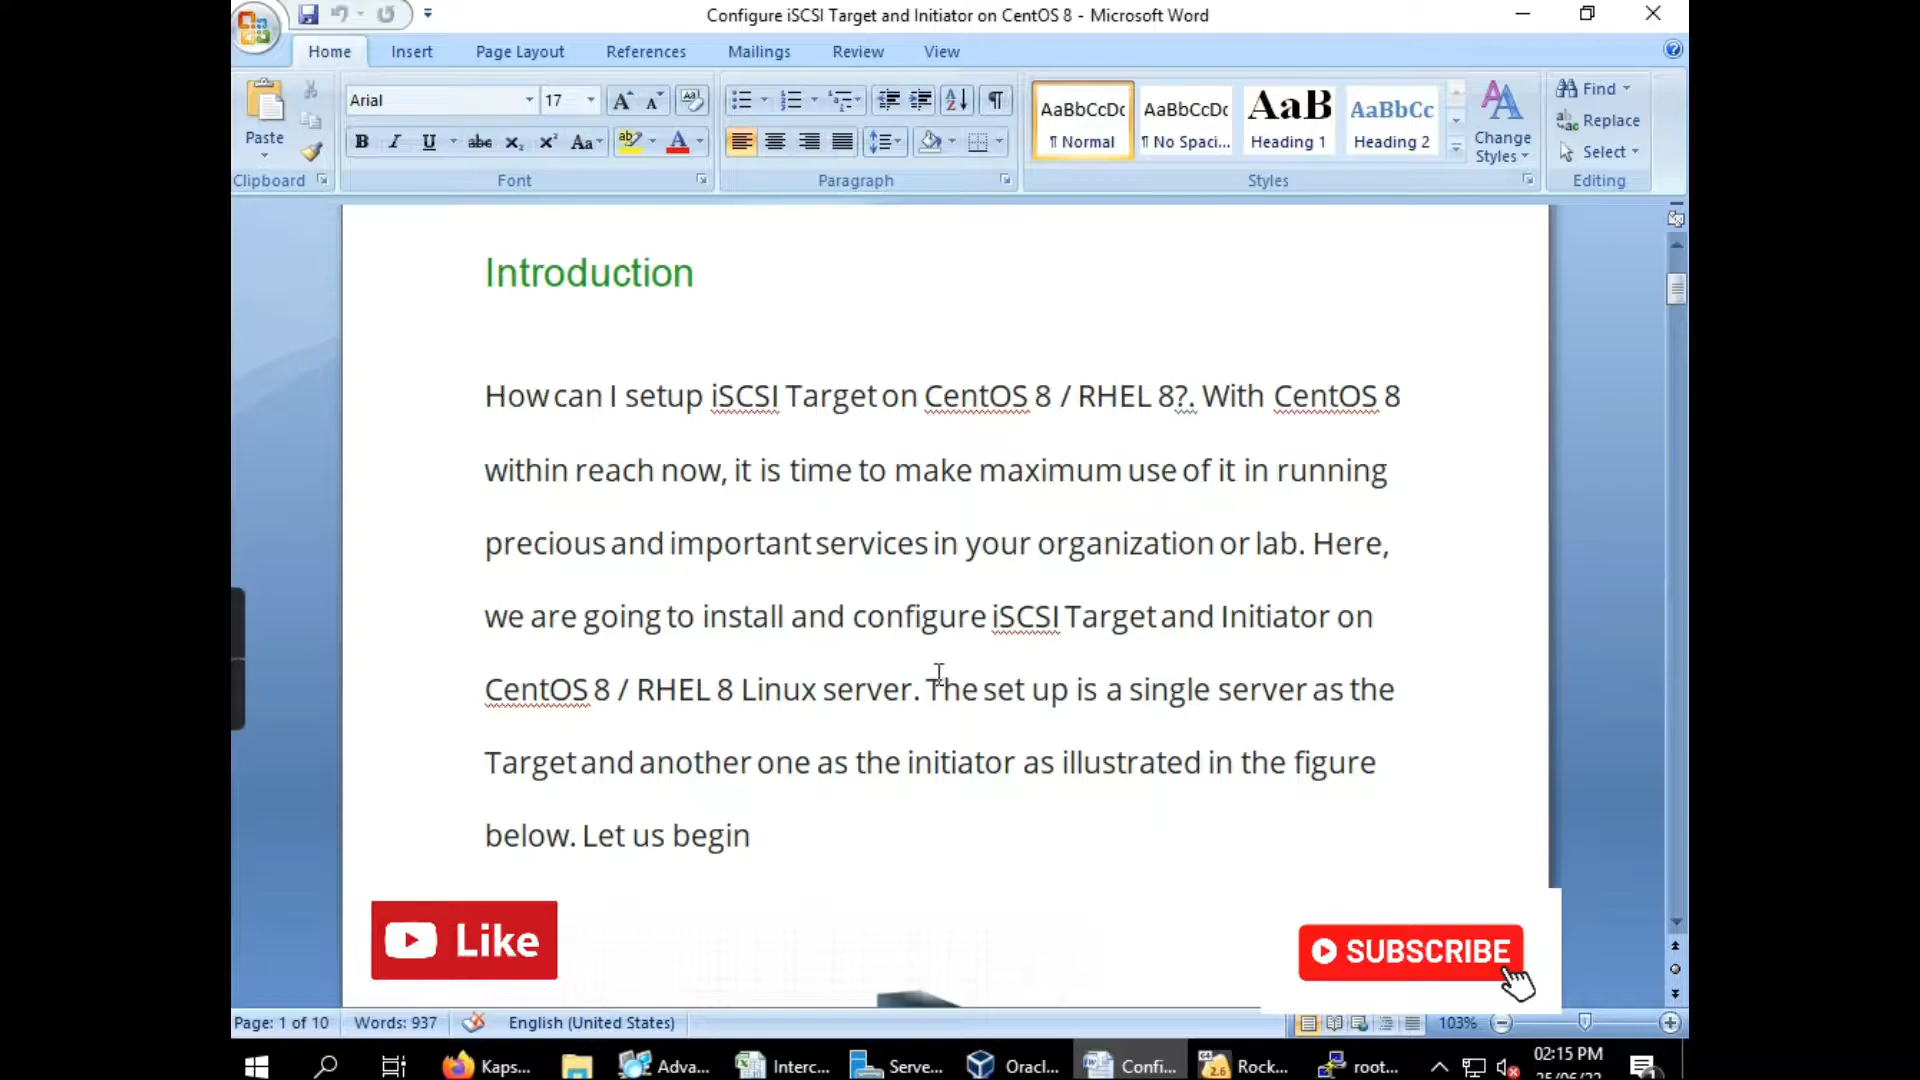 Configure iSCSI Target and Initiator on CentOS 8 - Microsoft Word
Home Insert Page Layout References Mailings Review View
Paste
Clipboard
Arial 17
B I U abc x₂ x² Aa ab A
Font
Paragraph
AaBbCcDc AaBbCcDc AaB AaBbCc
¶ Normal ¶ No Spaci... Heading 1 Heading 2
Change
Styles
Styles
Find
Replace
Select
Editing
Introduction
How can I setup iSCSI Target on CentOS 8 / RHEL 8?. With CentOS 8
within reach now, it is time to make maximum use of it in running
precious and important services in your organization or lab. Here,
we are going to install and configure iSCSI Target and Initiator on
CentOS 8 / RHEL 8 Linux server. The set up is a single server as the
Target and another one as the initiator as illustrated in the figure
below. Let us begin
Like
SUBSCRIBE
Page: 1 of 10 Words: 937 English (United States) 103%
Kaps... Adva... Interc... Serve... Oracl... Confi... Rock... root... 02:15 PM